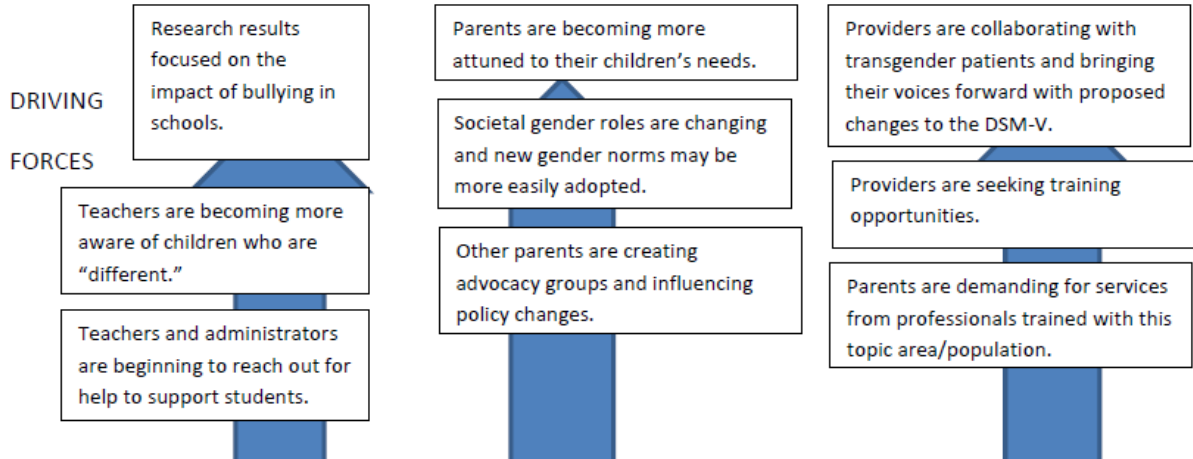 DRIVING
FORCES
Research results
focused on the
impact of bullying in
schools.
Teachers are becoming more
aware of children who are
“different.”
Teachers and administrators
are beginning to reach out for
help to support students.
Parents are becoming more
attuned to their children’s needs.
Societal gender roles are changing
and new gender norms may be
more easily adopted.
Other parents are creating
advocacy groups and influencing
policy changes.
Providers are collaborating with
transgender patients and bringing
their voices forward with proposed
changes to the DSM-V.
Providers are seeking training
opportunities.
Parents are demanding for services
from professionals trained with this
topic area/population.